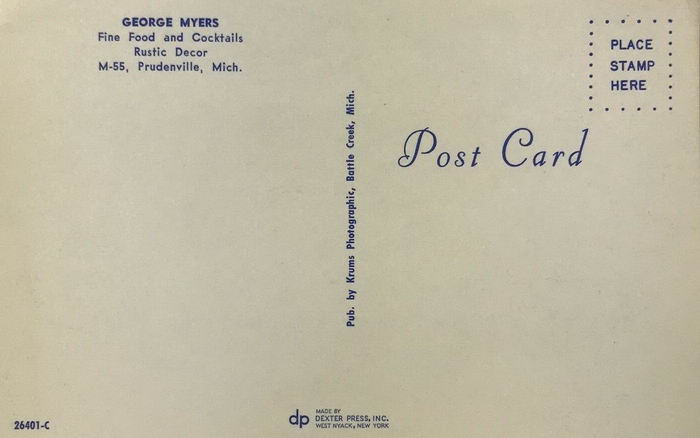 GEORGE MYERS
Fine Food and Cocktails
Rustic Decor
M-55, Prudenville, Mich.
PLACE
STAMP
HERE
Post Card
Pub. by Krums Photographic, Battle Creek, Mich.
26401-C
dp
MADE BY
DEXTER PRESS, INC.
WEST NYACK, NEW YORK